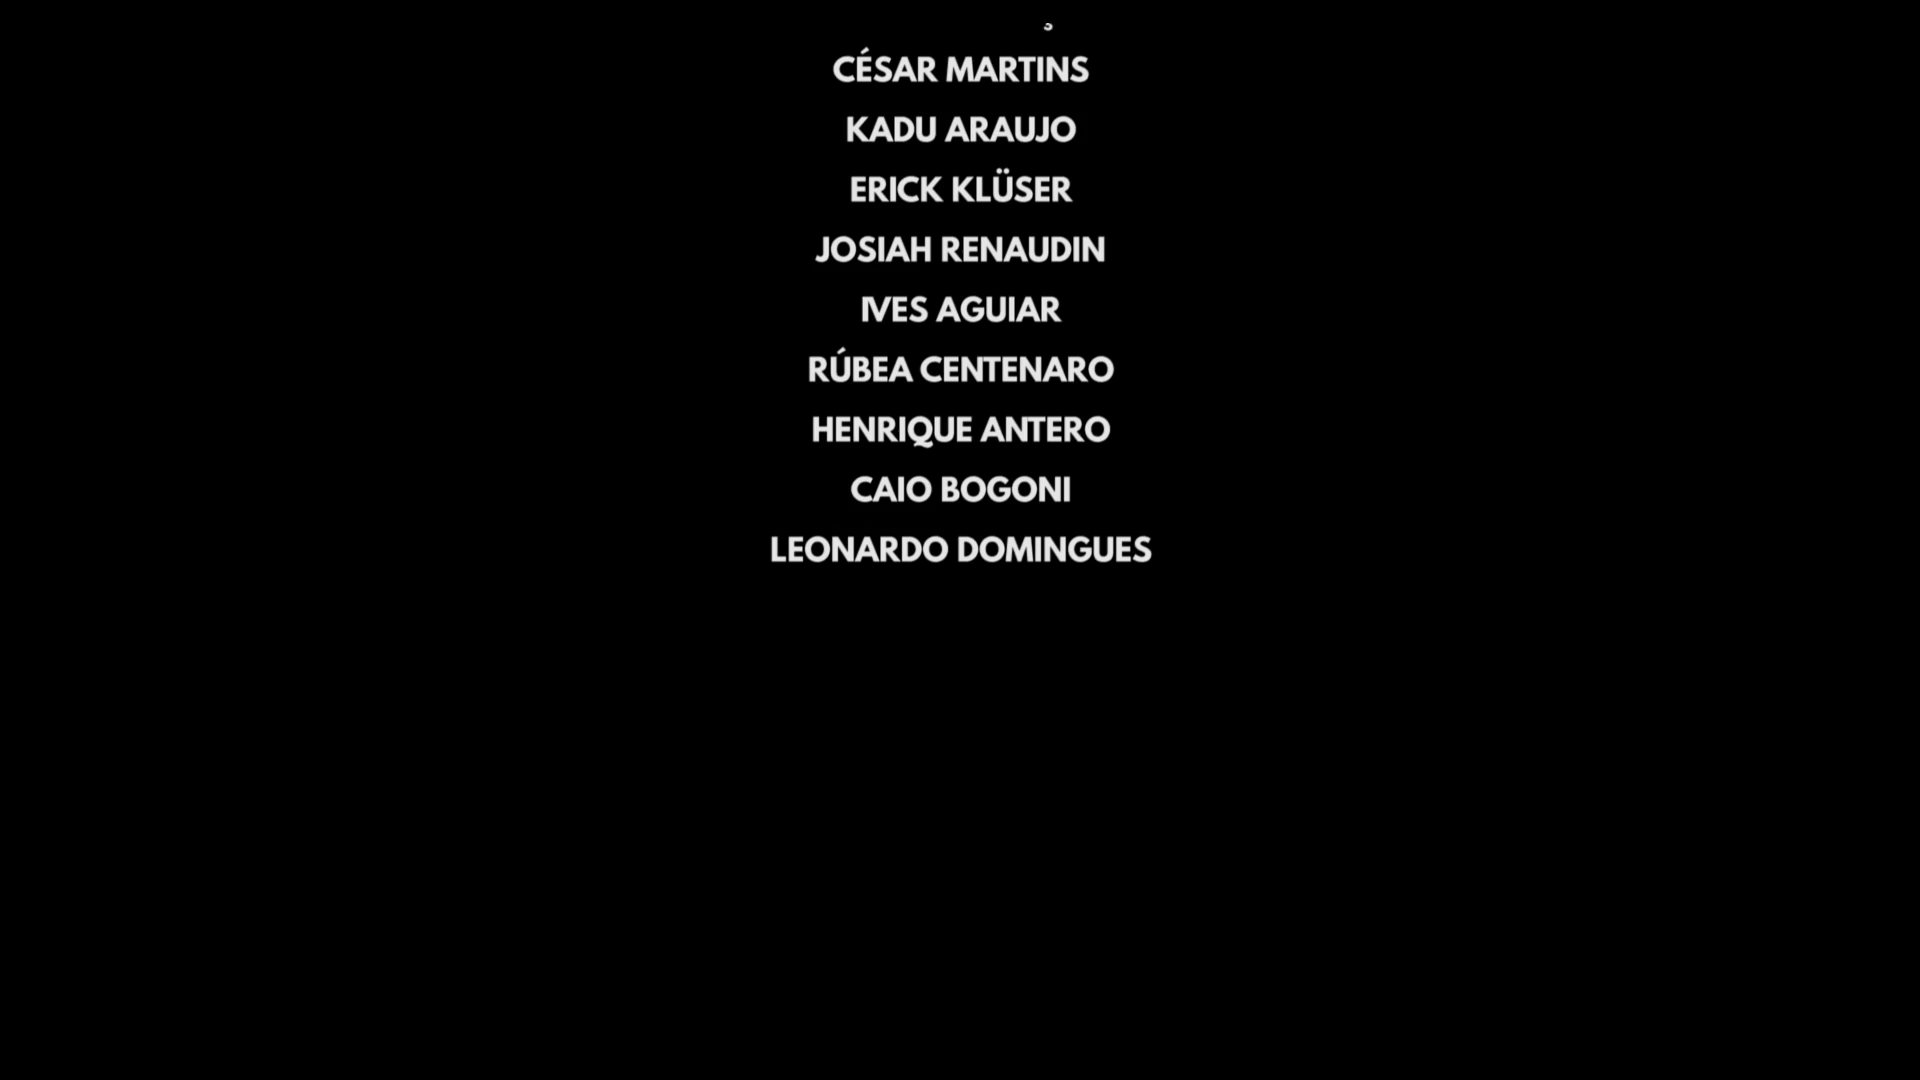 CÉSAR MARTINS
KADU ARAUJO
ERICK KLÜSER
JOSIAH RENAUDIN
IVES AGUIAR
RÚBEA CENTENARO
HENRIQUE ANTERO
CAIO BOGONI
LEONARDO DOMINGUES